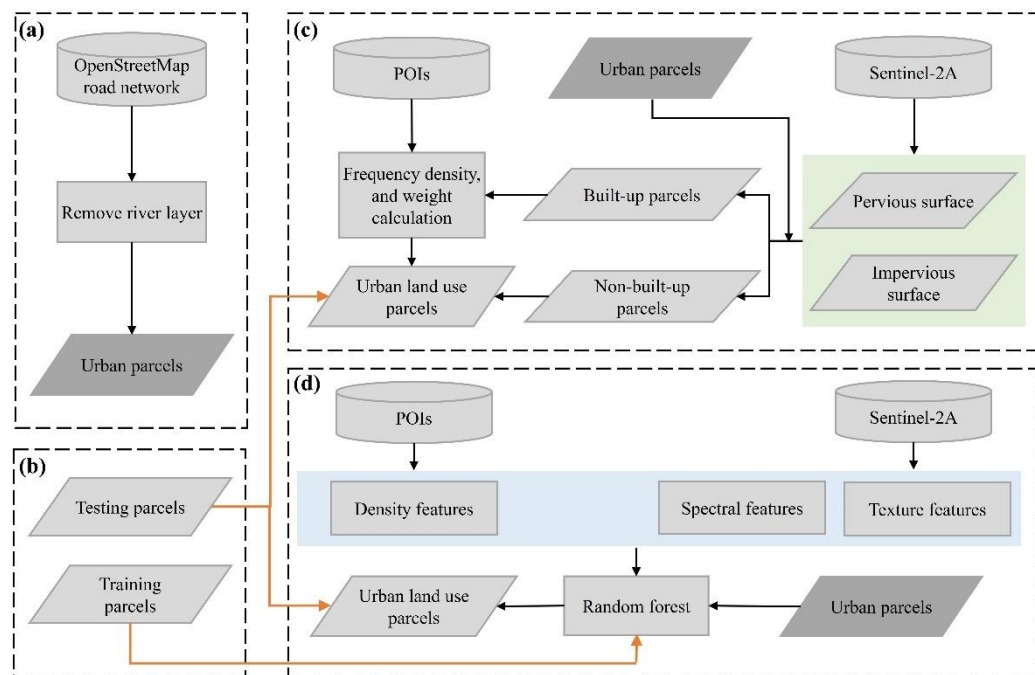 (a)
OpenStreetMap
road network
Remove river layer
Urban parcels
(b)
Testing parcels
Training
parcels
(c)
POIs
Urban parcels
Sentinel-2A
Frequency density,
and weight
calculation
Built-up parcels
Pervious surface
Urban land use
parcels
Non-built-up
parcels
Impervious
surface
(d)
POIs
Sentinel-2A
Density features
Spectral features
Texture features
Urban land use
parcels
Random forest
Urban parcels